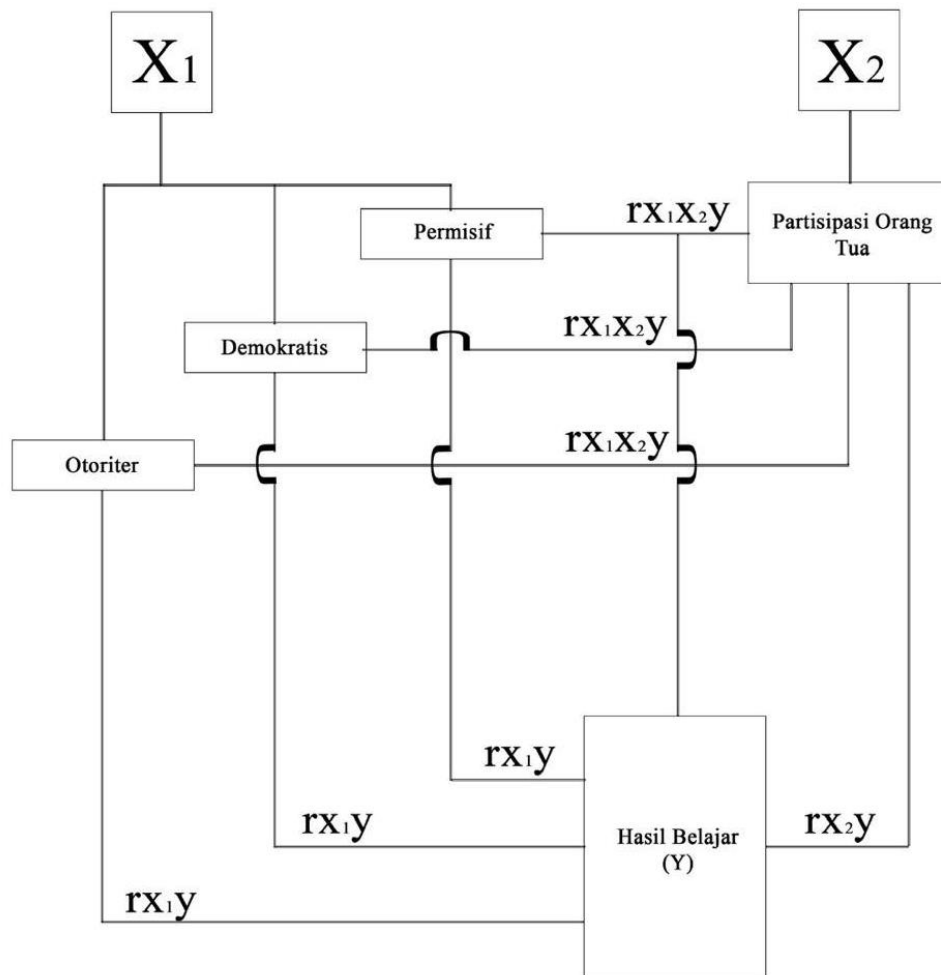 X1
X2
Permisif
rx1x2y
Partisipasi Orang
Tua
Demokratis
rx1x2y
Otoriter
rx1x2y
rx1y
rx1y
Hasil Belajar
(Y)
rx2y
rx1y